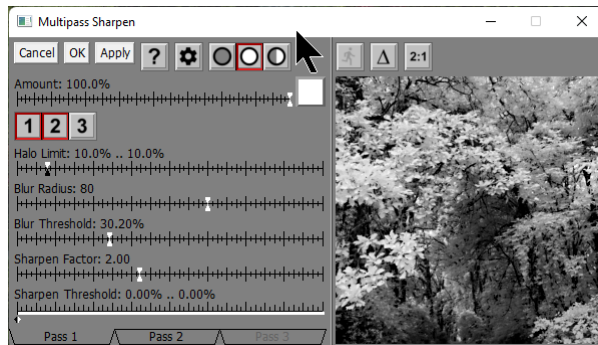 Multipass Sharpen
Cancel OK Apply ? Δ 2:1
Amount: 100.0%
1 2 3
Halo Limit: 10.0% .. 10.0%
Blur Radius: 80
Blur Threshold: 30.20%
Sharpen Factor: 2.00
Sharpen Threshold: 0.00% .. 0.00%
Pass 1 Pass 2 Pass 3